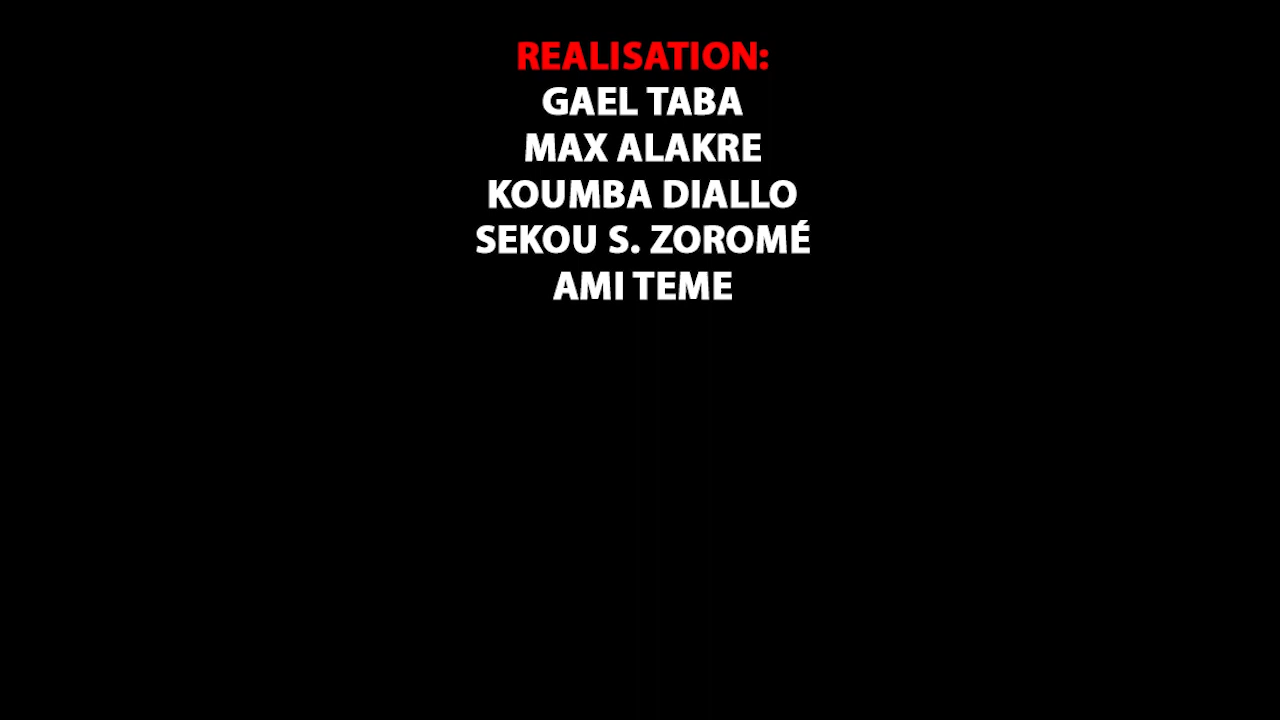 REALISATION:
GAEL TABA
MAX ALAKRE
KOUMBA DIALLO
SEKOU S. ZOROMÉ
AMI TEME